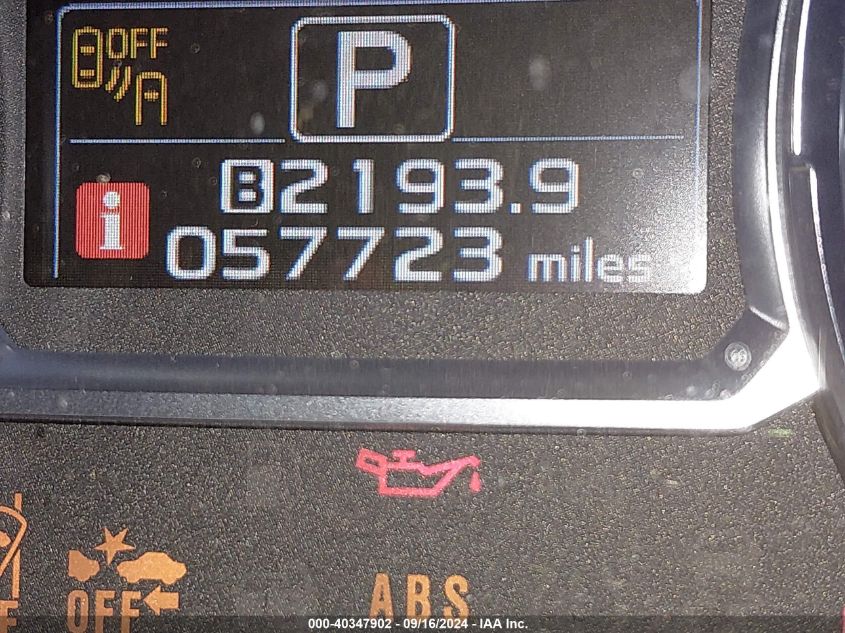 OFF
P
B2193.9
i
057723 miles
OFF
ABS
000-40347902 - 09/16/2024 - IAA Inc.